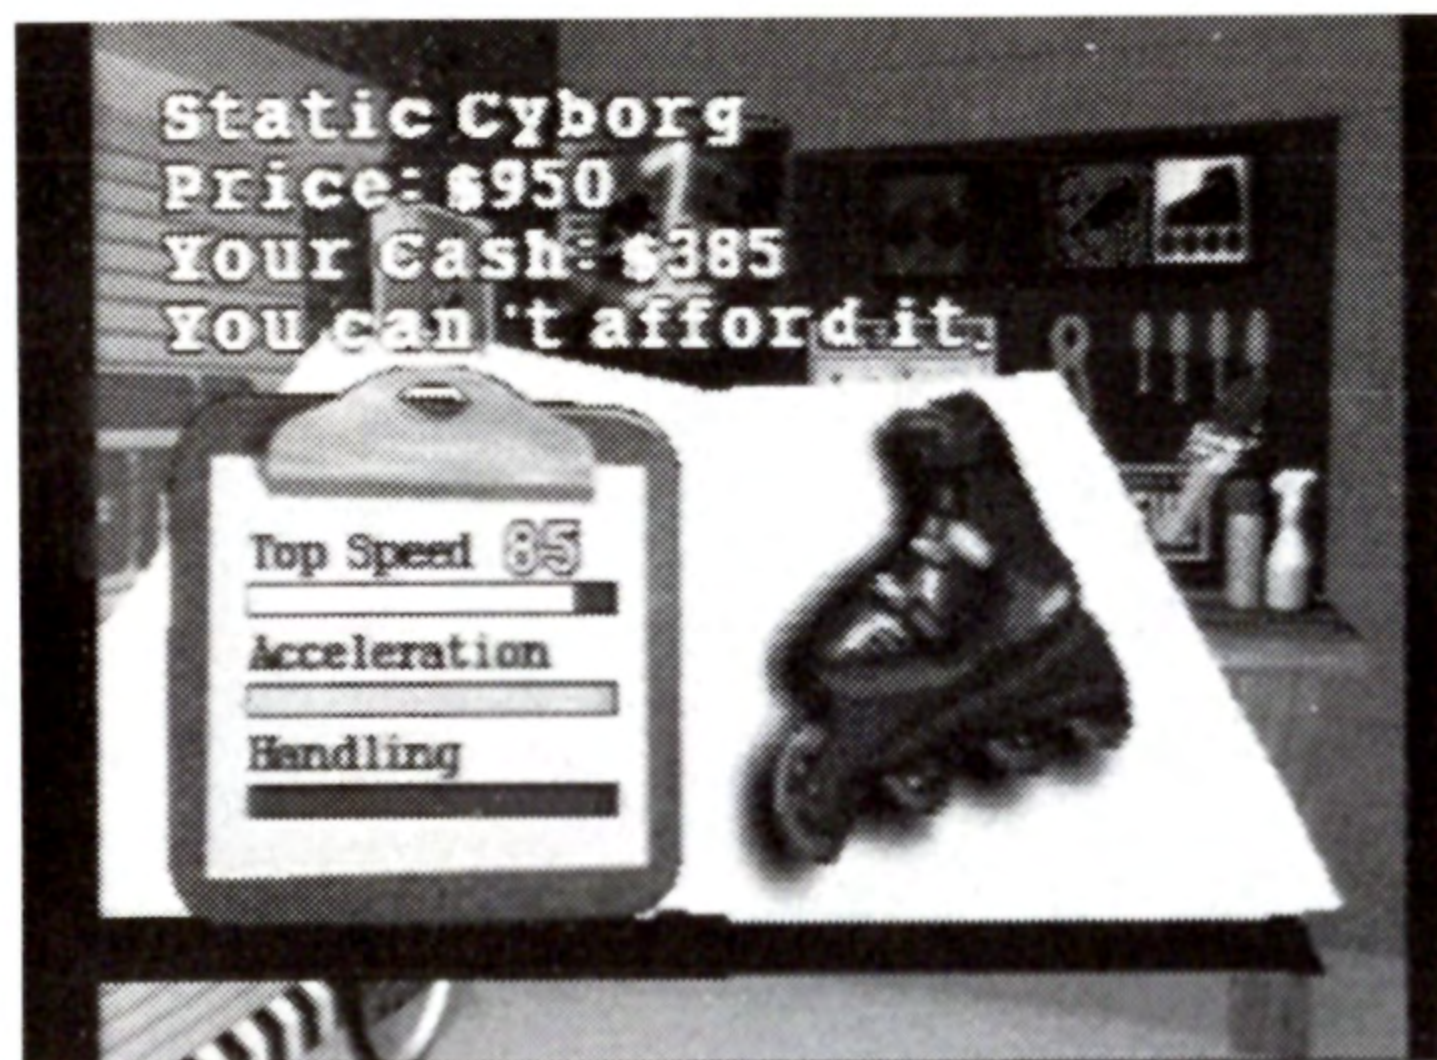 Static Cyborg
Price: $950
Your Cash: $385
You can't afford it.
Top Speed 85
Acceleration
Handling